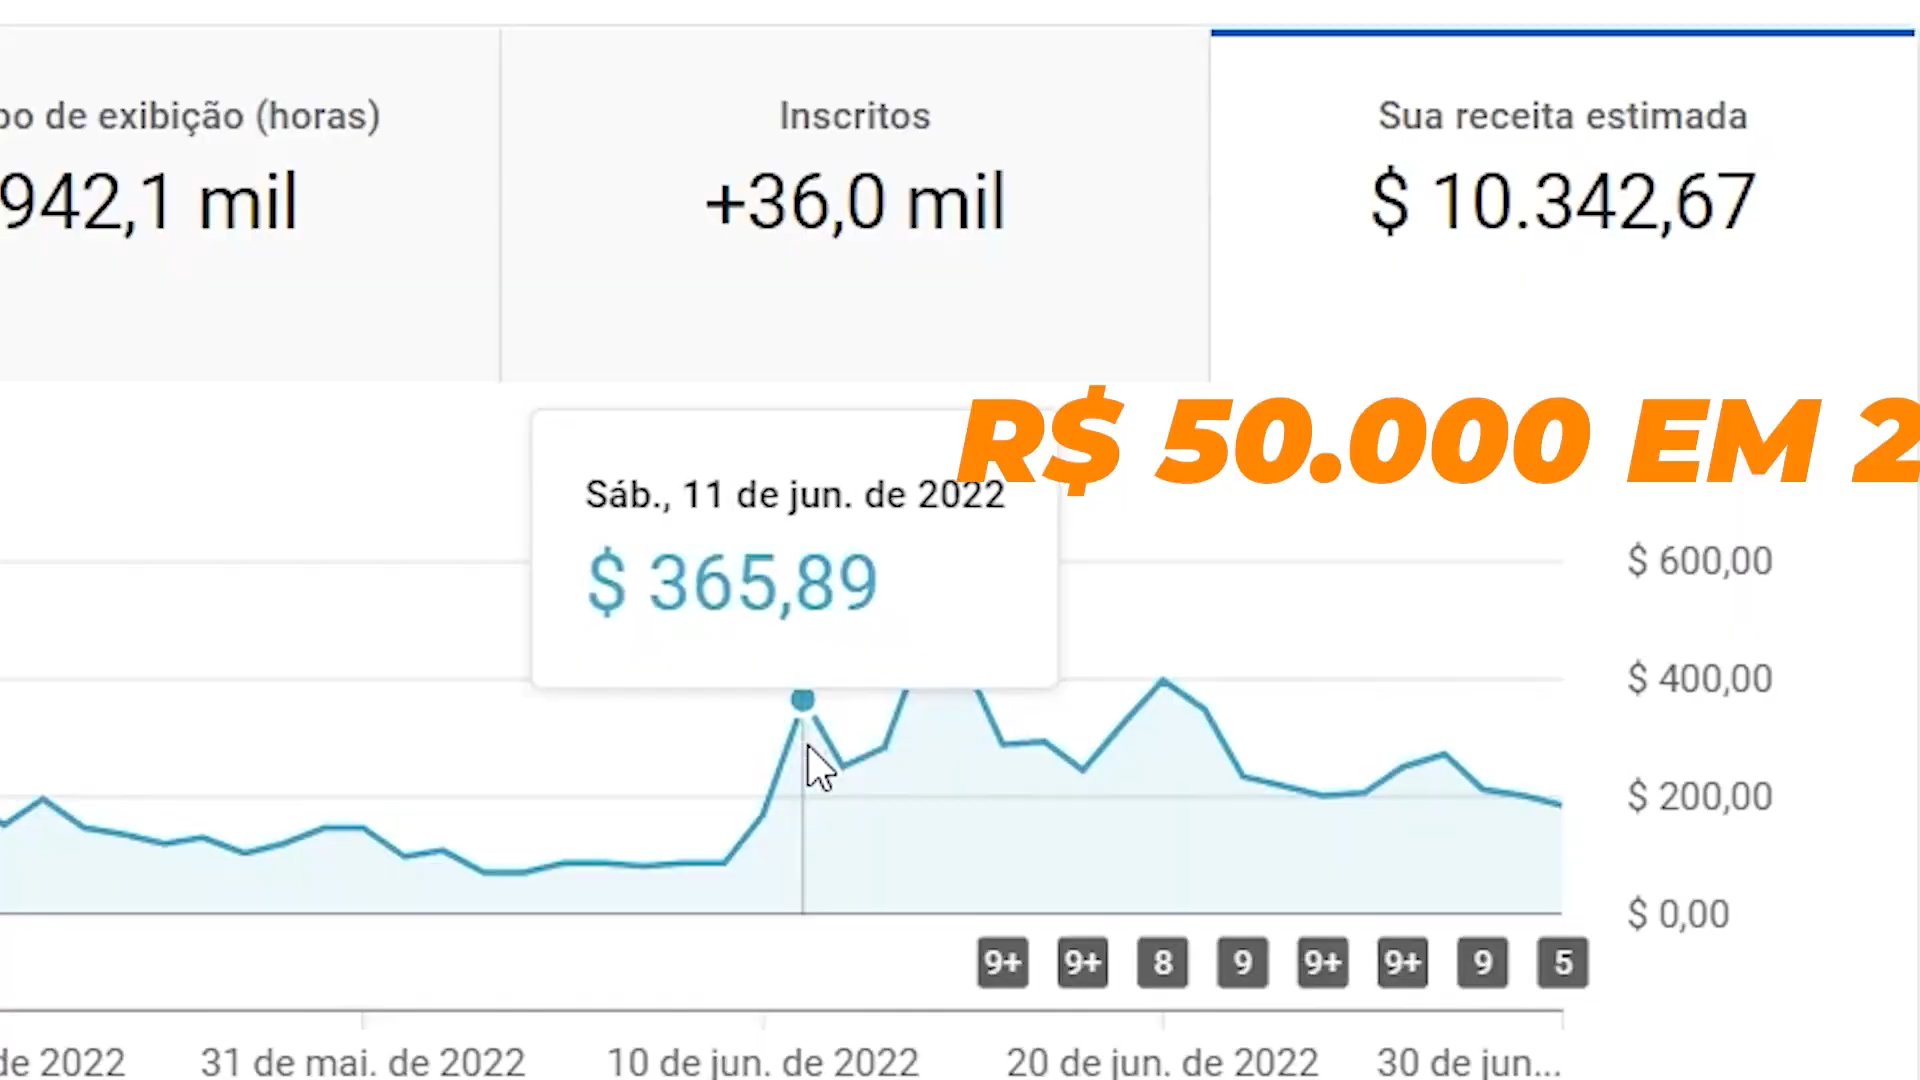 po de exibição (horas)
942,1 mil
Inscritos
+36,0 mil
Sua receita estimada
$ 10.342,67
R$ 50.000 EM 2
Sáb., 11 de jun. de 2022
$ 365,89
$ 600,00
$ 400,00
$ 200,00
$ 0,00
9+ 9+ 8 9 9+ 9+ 9 5
de 2022 31 de mai. de 2022 10 de jun. de 2022 20 de jun. de 2022 30 de jun...